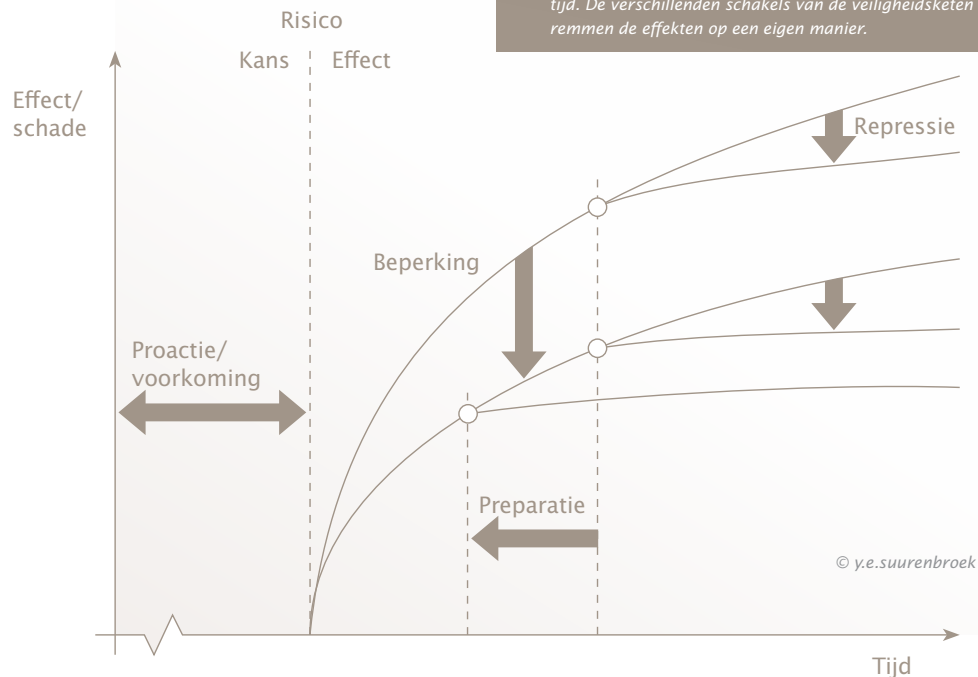 tijd. De verschillenden schakels van de veiligheidsketen
remmen de effekten op een eigen manier.
Risico
Kans Effect
Effect/
schade
Repressie
Beperking
Proactie/
voorkoming
Preparatie
© y.e.suurenbroek
Tijd